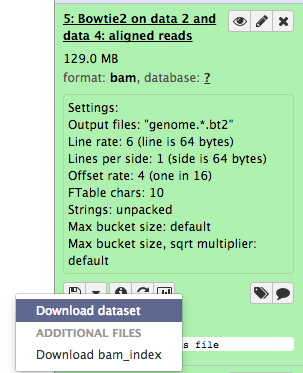 5: Bowtie2 on data 2 and
data 4: aligned reads
129.0 MB
format: bam, database: ?
Settings:
Output files: "genome.*.bt2"
Line rate: 6 (line is 64 bytes)
Lines per side: 1 (side is 64 bytes)
Offset rate: 4 (one in 16)
FTable chars: 10
Strings: unpacked
Max bucket size: default
Max bucket size, sqrt multiplier:
default
Download dataset
ADDITIONAL FILES
s file
Download bam_index